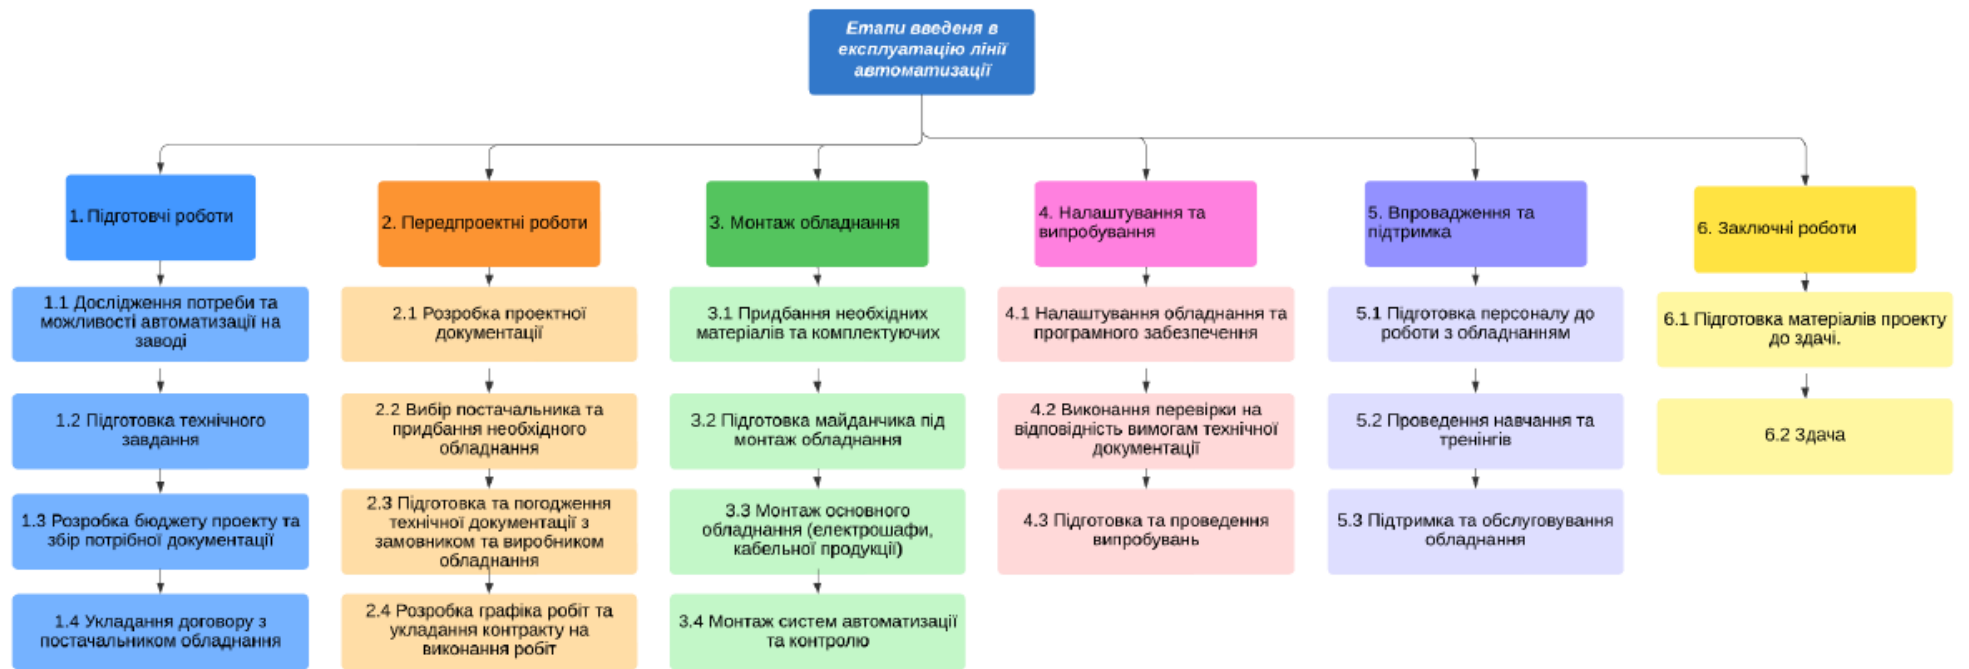 Етапи введеня в
експлуатацію лінії
автоматизації
1. Підготовчі роботи
2. Передпроектні роботи
3. Монтаж обладнання
4. Налаштування та
випробування
5. Впровадження та
підтримка
6. Заключні роботи
1.1 Дослідження потреби та
можливості автоматизації на
заводі
1.2 Підготовка технічного
завдання
1.3 Розробка бюджету проекту та
збір потрібної документації
1.4 Укладання договору з
постачальником обладнання
2.1 Розробка проектної
документації
2.2 Вибір постачальника та
придбання необхідного
обладнання
2.3 Підготовка та погодження
технічної документації з
замовником та виробником
обладнання
2.4 Розробка графіка робіт та
укладання контракту на
виконання робіт
3.1 Придбання необхідних
матеріалів та комплектуючих
3.2 Підготовка майданчика під
монтаж обладнання
3.3 Монтаж основного
обладнання (електрошафи,
кабельної продукції)
3.4 Монтаж систем автоматизації
та контролю
4.1 Налаштування обладнання та
програмного забезпечення
4.2 Виконання перевірки на
відповідність вимогам технічної
документації
4.3 Підготовка та проведення
випробувань
5.1 Підготовка персоналу до
роботи з обладнанням
5.2 Проведення навчання та
тренінгів
5.3 Підтримка та обслуговування
обладнання
6.1 Підготовка матеріалів проекту
до здачі.
6.2 Здача